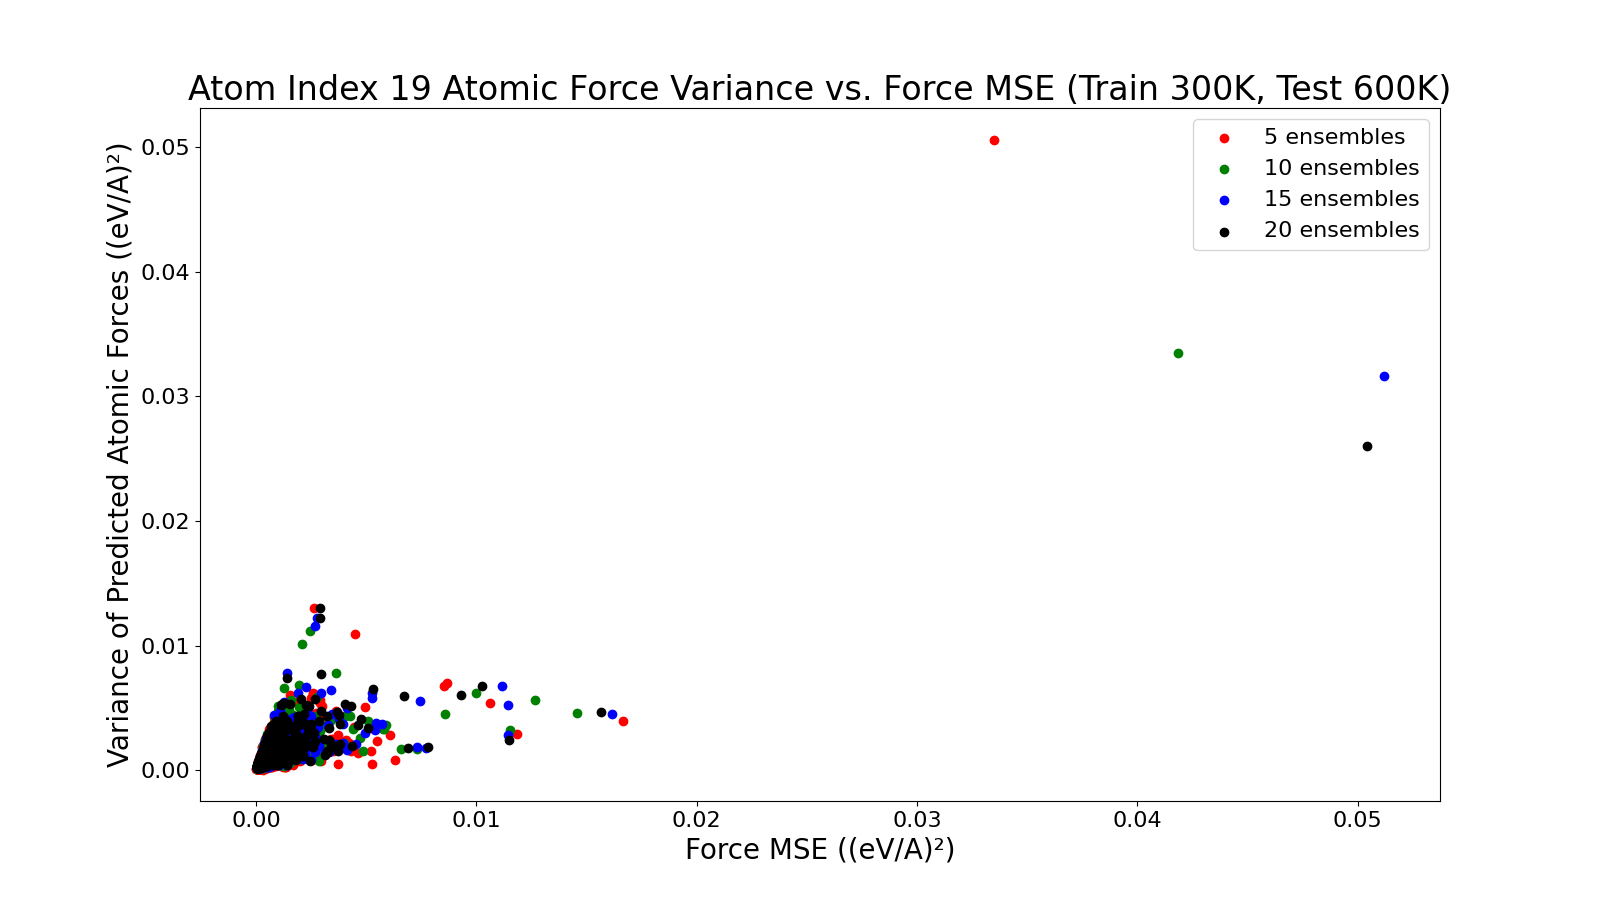 Atom Index 19 Atomic Force Variance vs. Force MSE (Train 300K, Test 600K)
5 ensembles
10 ensembles
15 ensembles
20 ensembles
Variance of Predicted Atomic Forces ((eV/A)²)
0.05
0.04
0.03
0.02
0.01
0.00
0.00 0.01 0.02 0.03 0.04 0.05
Force MSE ((eV/A)²)